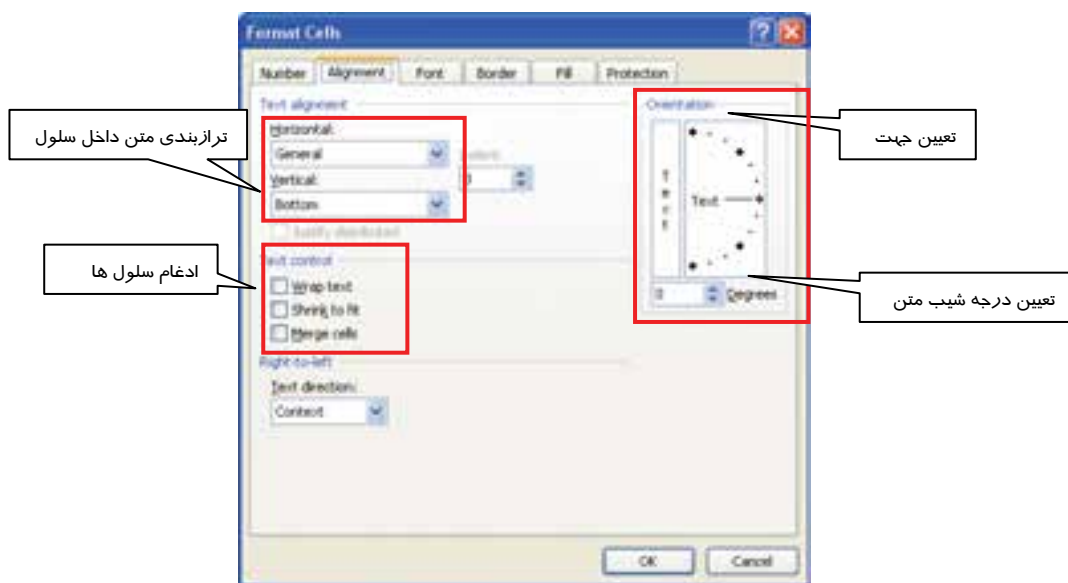 Format Cells
Number Alignment Font Border Fill Protection
Text alignment
Horizontal:
General
Indent:
0
Vertical:
Bottom
Justify distributed
Text control
Wrap text
Shrink to fit
Merge cells
Right-to-left
Text direction:
Context
Orientation
Text
Text
0 Degrees
OK Cancel
ترازبندی متن داخل سلول
ادغام سلول ها
تعیین جهت
تعیین درجه شیب متن